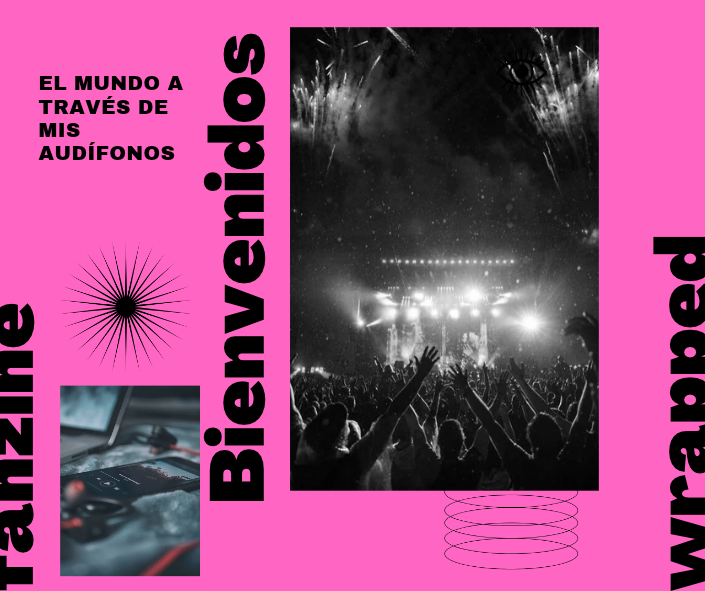 EL MUNDO A
TRAVÉS DE
MIS
AUDÍFONOS
fanzine
Bienvenidos
wrapped